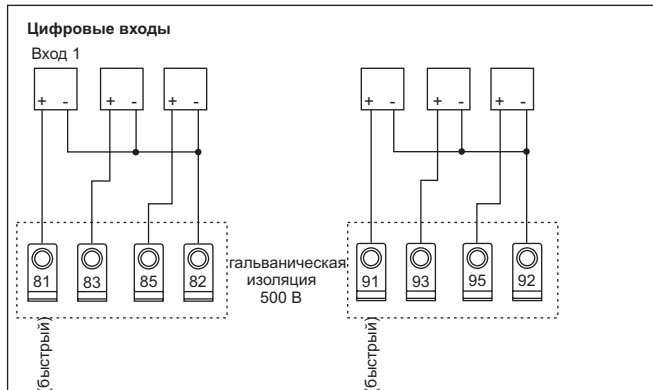 Цифровые входы
Вход 1
+ - + - + -
+ - + - + -
81 83 85 82
гальваническая
изоляция
500 В
91 93 95 92
(быстрый)
(быстрый)